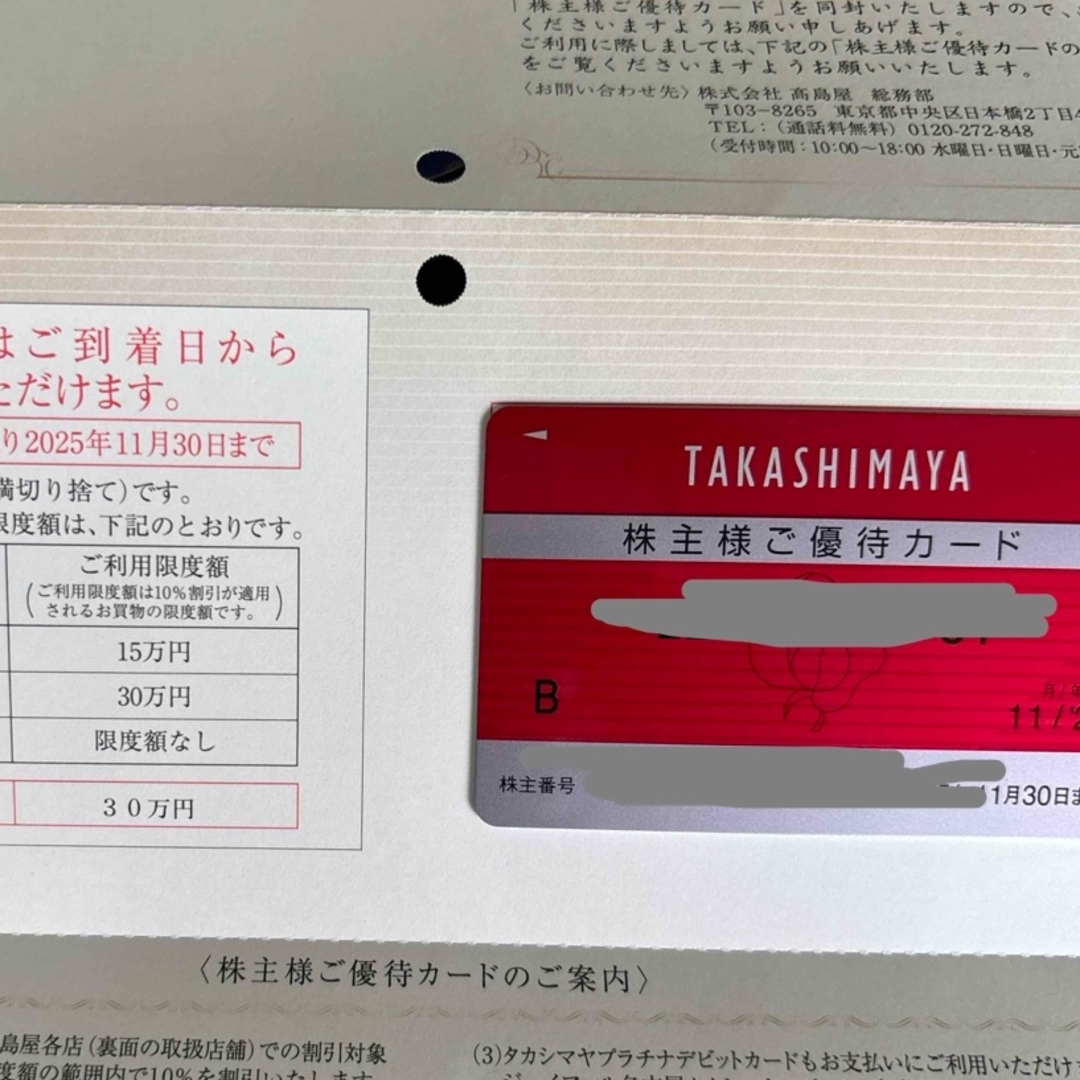 「株主様ご優待カード」を同封いたしますので、
くださいますようお願い申しあげます。
ご利用に際しましては、下記の「株主様ご優待カードの
をご覧くださいますようお願いいたします。
〈お問い合わせ先〉株式会社 髙島屋 総務部
〒103-8265 東京都中央区日本橋2丁目4
TEL:(通話料無料) 0120-272-848
(受付時間:10:00〜18:00 水曜日・日曜日・元
はご到着日から
ただけます。
り2025年11月30日まで
満切り捨て)です。
限度額は、下記のとおりです。
ご利用限度額
(ご利用限度額は10%割引が適用
されるお買物の限度額です。)
15万円
30万円
限度額なし
30万円
TAKASHIMAYA
株主様ご優待カード
B
月/年
11/2
株主番号
11月30日ま
〈株主様ご優待カードのご案内〉
島屋各店(裏面の取扱店舗)での割引対象
度額の範囲内で10%を割引いたします
(3)タカシマヤプラチナデビットカードもお支払いにご利用いただけ